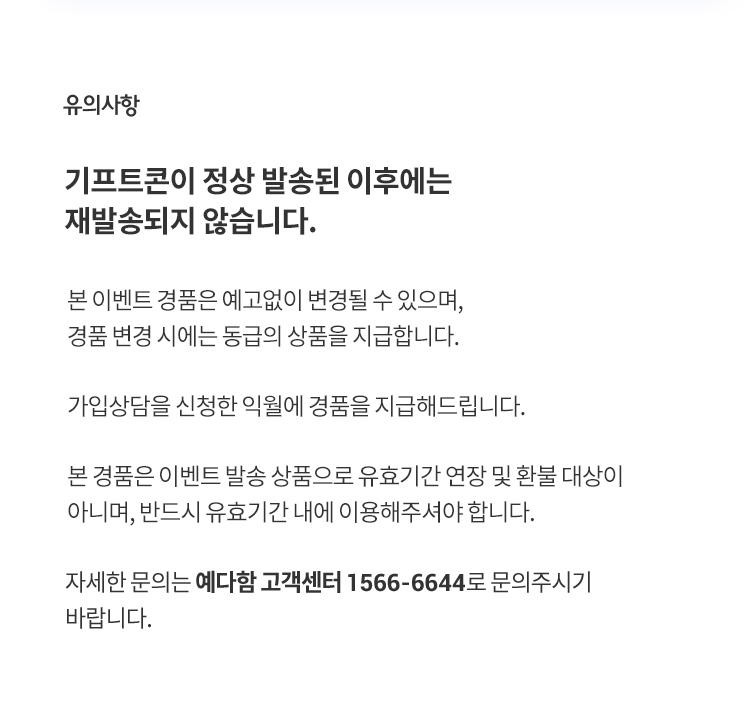 유의사항
기프트콘이 정상 발송된 이후에는
재발송되지 않습니다.
본 이벤트 경품은 예고없이 변경될 수 있으며,
경품 변경 시에는 동급의 상품을 지급합니다.
가입상담을 신청한 익월에 경품을 지급해드립니다.
본 경품은 이벤트 발송 상품으로 유효기간 연장 및 환불 대상이
아니며, 반드시 유효기간 내에 이용해주셔야 합니다.
자세한 문의는 예다함 고객센터 1566-6644로 문의주시기
바랍니다.